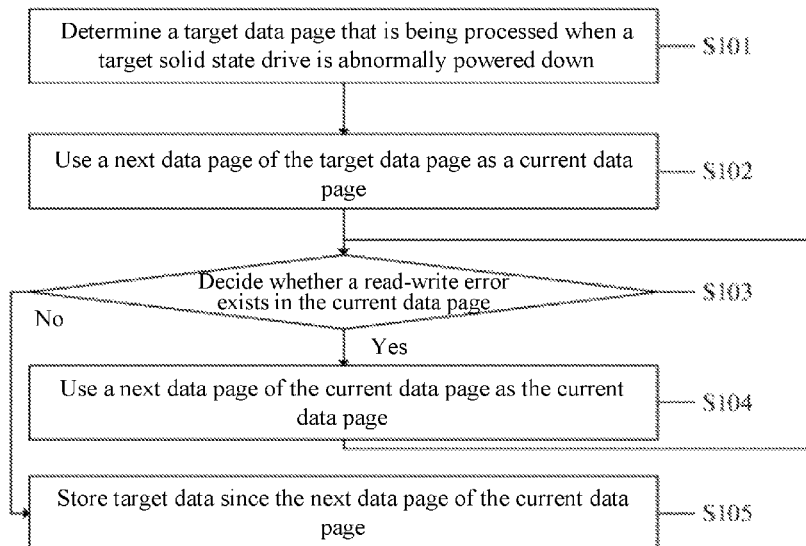 Determine a target data page that is being processed when a
target solid state drive is abnormally powered down
S101
Use a next data page of the target data page as a current data
page
S102
Decide whether a read-write error
exists in the current data page
S103
No
Yes
Use a next data page of the current data page as the current
data page
S104
Store target data since the next data page of the current data
page
S105